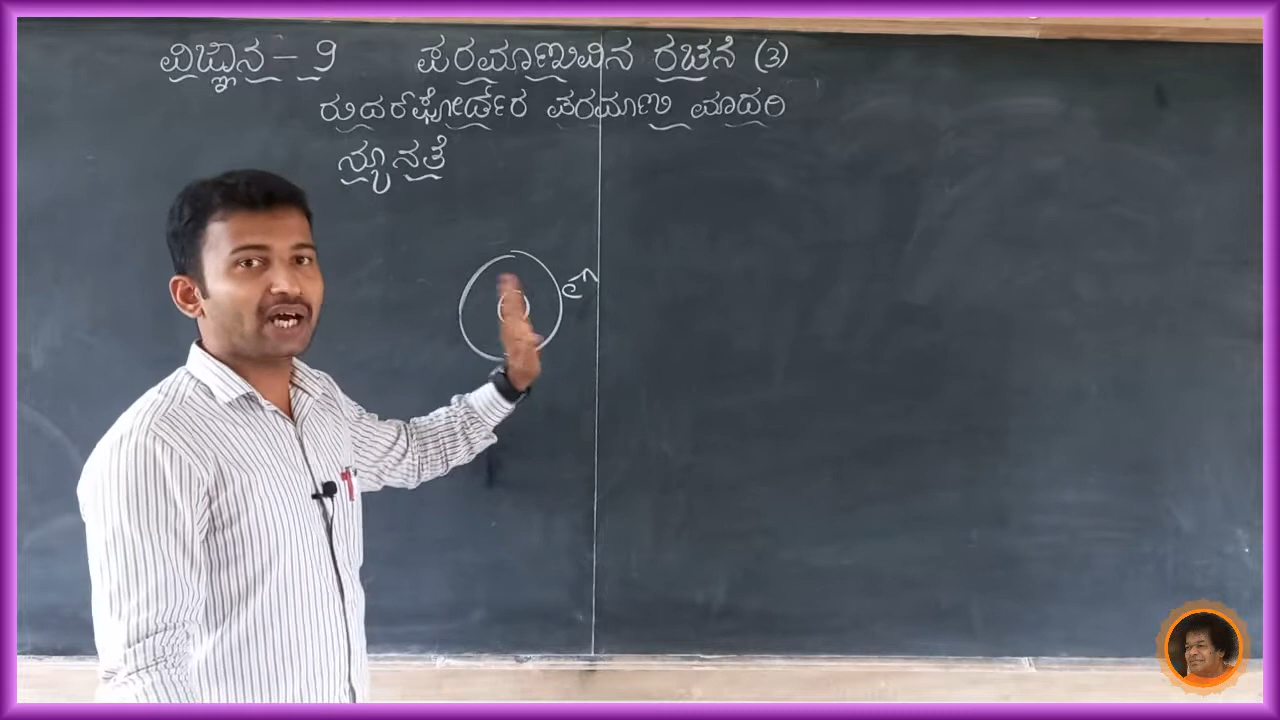 ವಿಜ್ಞಾನ - 9 ಪರಮಾಣುವಿನ ರಚನೆ (3)
ರುದರ್‌ಫೋರ್ಡ್‌ರ ಪರಮಾಣು ಮಾದರಿ
ನ್ಯೂನತೆ